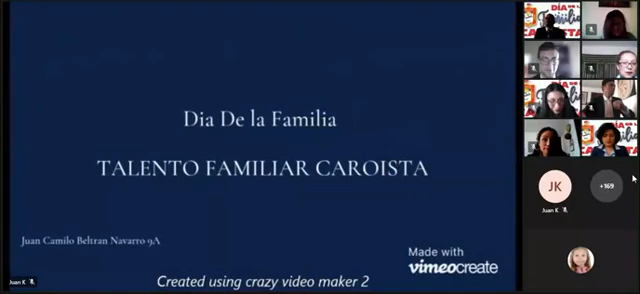 Dia De la Familia
TALENTO FAMILIAR CAROISTA
Juan Camilo Beltran Navarro 9A
Made with
vimeocreate
Created using crazy video maker 2
Juan K
JK
+169
Juan K